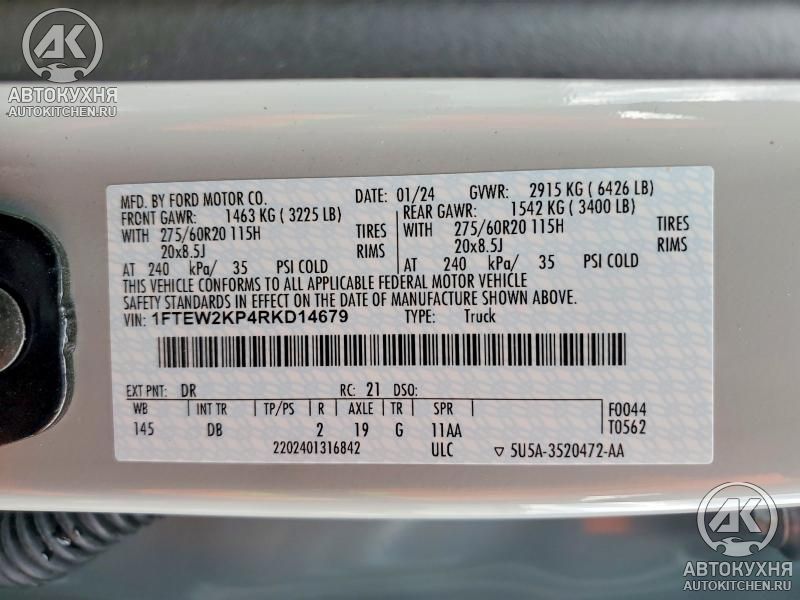 АК
АВТОКУХНЯ
AUTOKITCHEN.RU
MFD. BY FORD MOTOR CO. DATE: 01/24 GVWR: 2915 KG ( 6426 LB)
FRONT GAWR: 1463 KG ( 3225 LB) REAR GAWR: 1542 KG ( 3400 LB)
WITH 275/60R20 115H TIRES WITH 275/60R20 115H TIRES
20x8.5J RIMS 20x8.5J RIMS
AT 240 kPa/ 35 PSI COLD AT 240 kPa/ 35 PSI COLD
THIS VEHICLE CONFORMS TO ALL APPLICABLE FEDERAL MOTOR VEHICLE
SAFETY STANDARDS IN EFFECT ON THE DATE OF MANUFACTURE SHOWN ABOVE.
VIN: 1FTEW2KP4RKD14679 TYPE: Truck
EXT PNT: DR RC: 21 DSO:
WB INT TR TP/PS R AXLE TR SPR F0044
145 DB 2 19 G 11AA T0562
2202401316842 ULC ▽ 5U5A-3520472-AA
АК
АВТОКУХНЯ
AUTOKITCHEN.RU